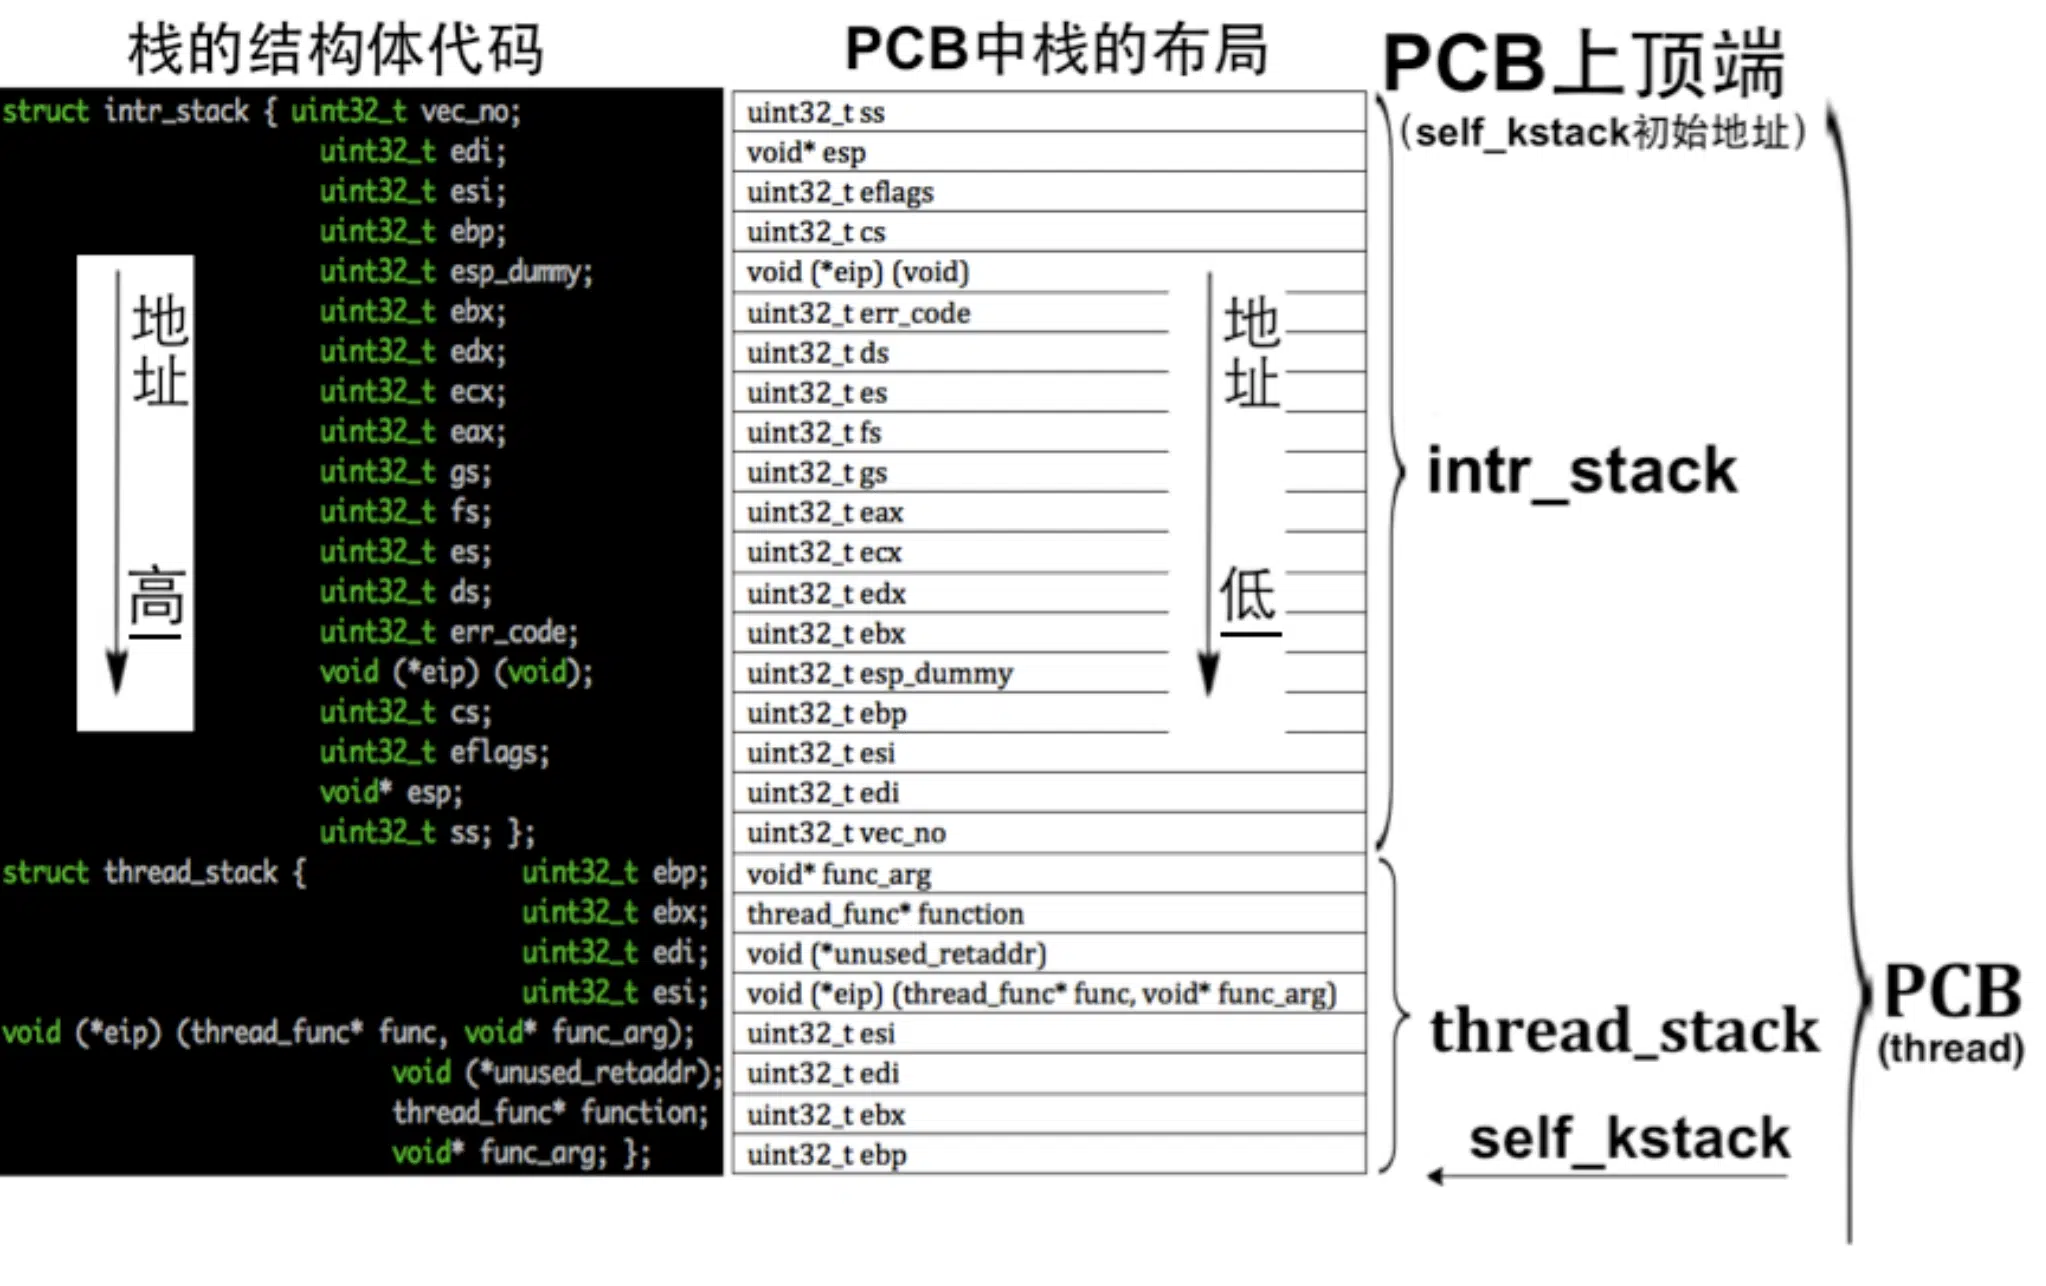 栈的结构体代码
struct intr_stack { uint32_t vec_no;
uint32_t edi;
uint32_t esi;
uint32_t ebp;
uint32_t esp_dummy;
uint32_t ebx;
uint32_t edx;
uint32_t ecx;
uint32_t eax;
uint32_t gs;
uint32_t fs;
uint32_t es;
uint32_t ds;
uint32_t err_code;
void (*eip) (void);
uint32_t cs;
uint32_t eflags;
void* esp;
uint32_t ss; };
struct thread_stack { uint32_t ebp;
uint32_t ebx;
uint32_t edi;
uint32_t esi;
void (*eip) (thread_func* func, void* func_arg);
void (*unused_retaddr);
thread_func* function;
void* func_arg; };
地址
高
PCB中栈的布局
uint32_t ss
void* esp
uint32_t eflags
uint32_t cs
void (*eip) (void)
uint32_t err_code
uint32_t ds
uint32_t es
uint32_t fs
uint32_t gs
uint32_t eax
uint32_t ecx
uint32_t edx
uint32_t ebx
uint32_t esp_dummy
uint32_t ebp
uint32_t esi
uint32_t edi
uint32_t vec_no
void* func_arg
thread_func* function
void (*unused_retaddr)
void (*eip) (thread_func* func, void* func_arg)
uint32_t esi
uint32_t edi
uint32_t ebx
uint32_t ebp
地址
低
PCB上顶端
(self_kstack初始地址)
intr_stack
thread_stack
self_kstack
PCB
(thread)